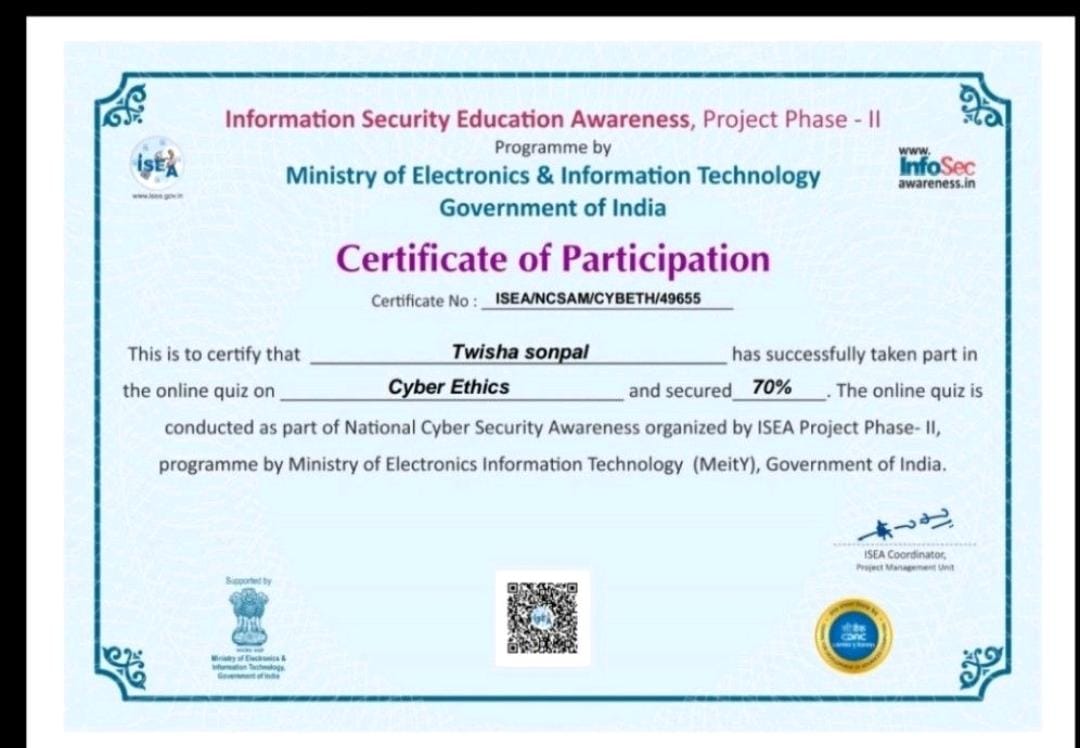 Information Security Education Awareness, Project Phase - II
Programme by
Ministry of Electronics & Information Technology
Government of India
ISEA
www.isea.gov.in
www.
InfoSec
awareness.in
Certificate of Participation
Certificate No : ISEA/NCSAM/CYBETH/49655
This is to certify that Twisha sonpal has successfully taken part in
the online quiz on Cyber Ethics and secured 70% . The online quiz is
conducted as part of National Cyber Security Awareness organized by ISEA Project Phase- II,
programme by Ministry of Electronics Information Technology (MeitY), Government of India.
ISEA Coordinator,
Project Management Unit
Supported by
Ministry of Electronics &
Information Technology,
Government of India
सी डैक
CDAC